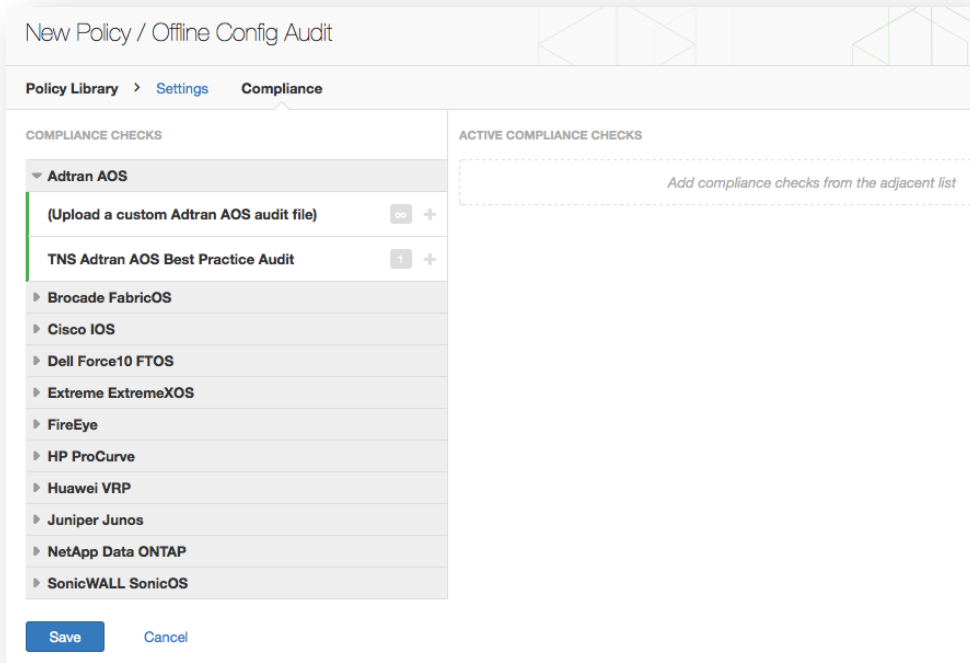 New Policy / Offline Config Audit
Policy Library > Settings Compliance
COMPLIANCE CHECKS
Adtran AOS
(Upload a custom Adtran AOS audit file) ∞ +
TNS Adtran AOS Best Practice Audit 1 +
Brocade FabricOS
Cisco IOS
Dell Force10 FTOS
Extreme ExtremeXOS
FireEye
HP ProCurve
Huawei VRP
Juniper Junos
NetApp Data ONTAP
SonicWALL SonicOS
ACTIVE COMPLIANCE CHECKS
Add compliance checks from the adjacent list
Save Cancel